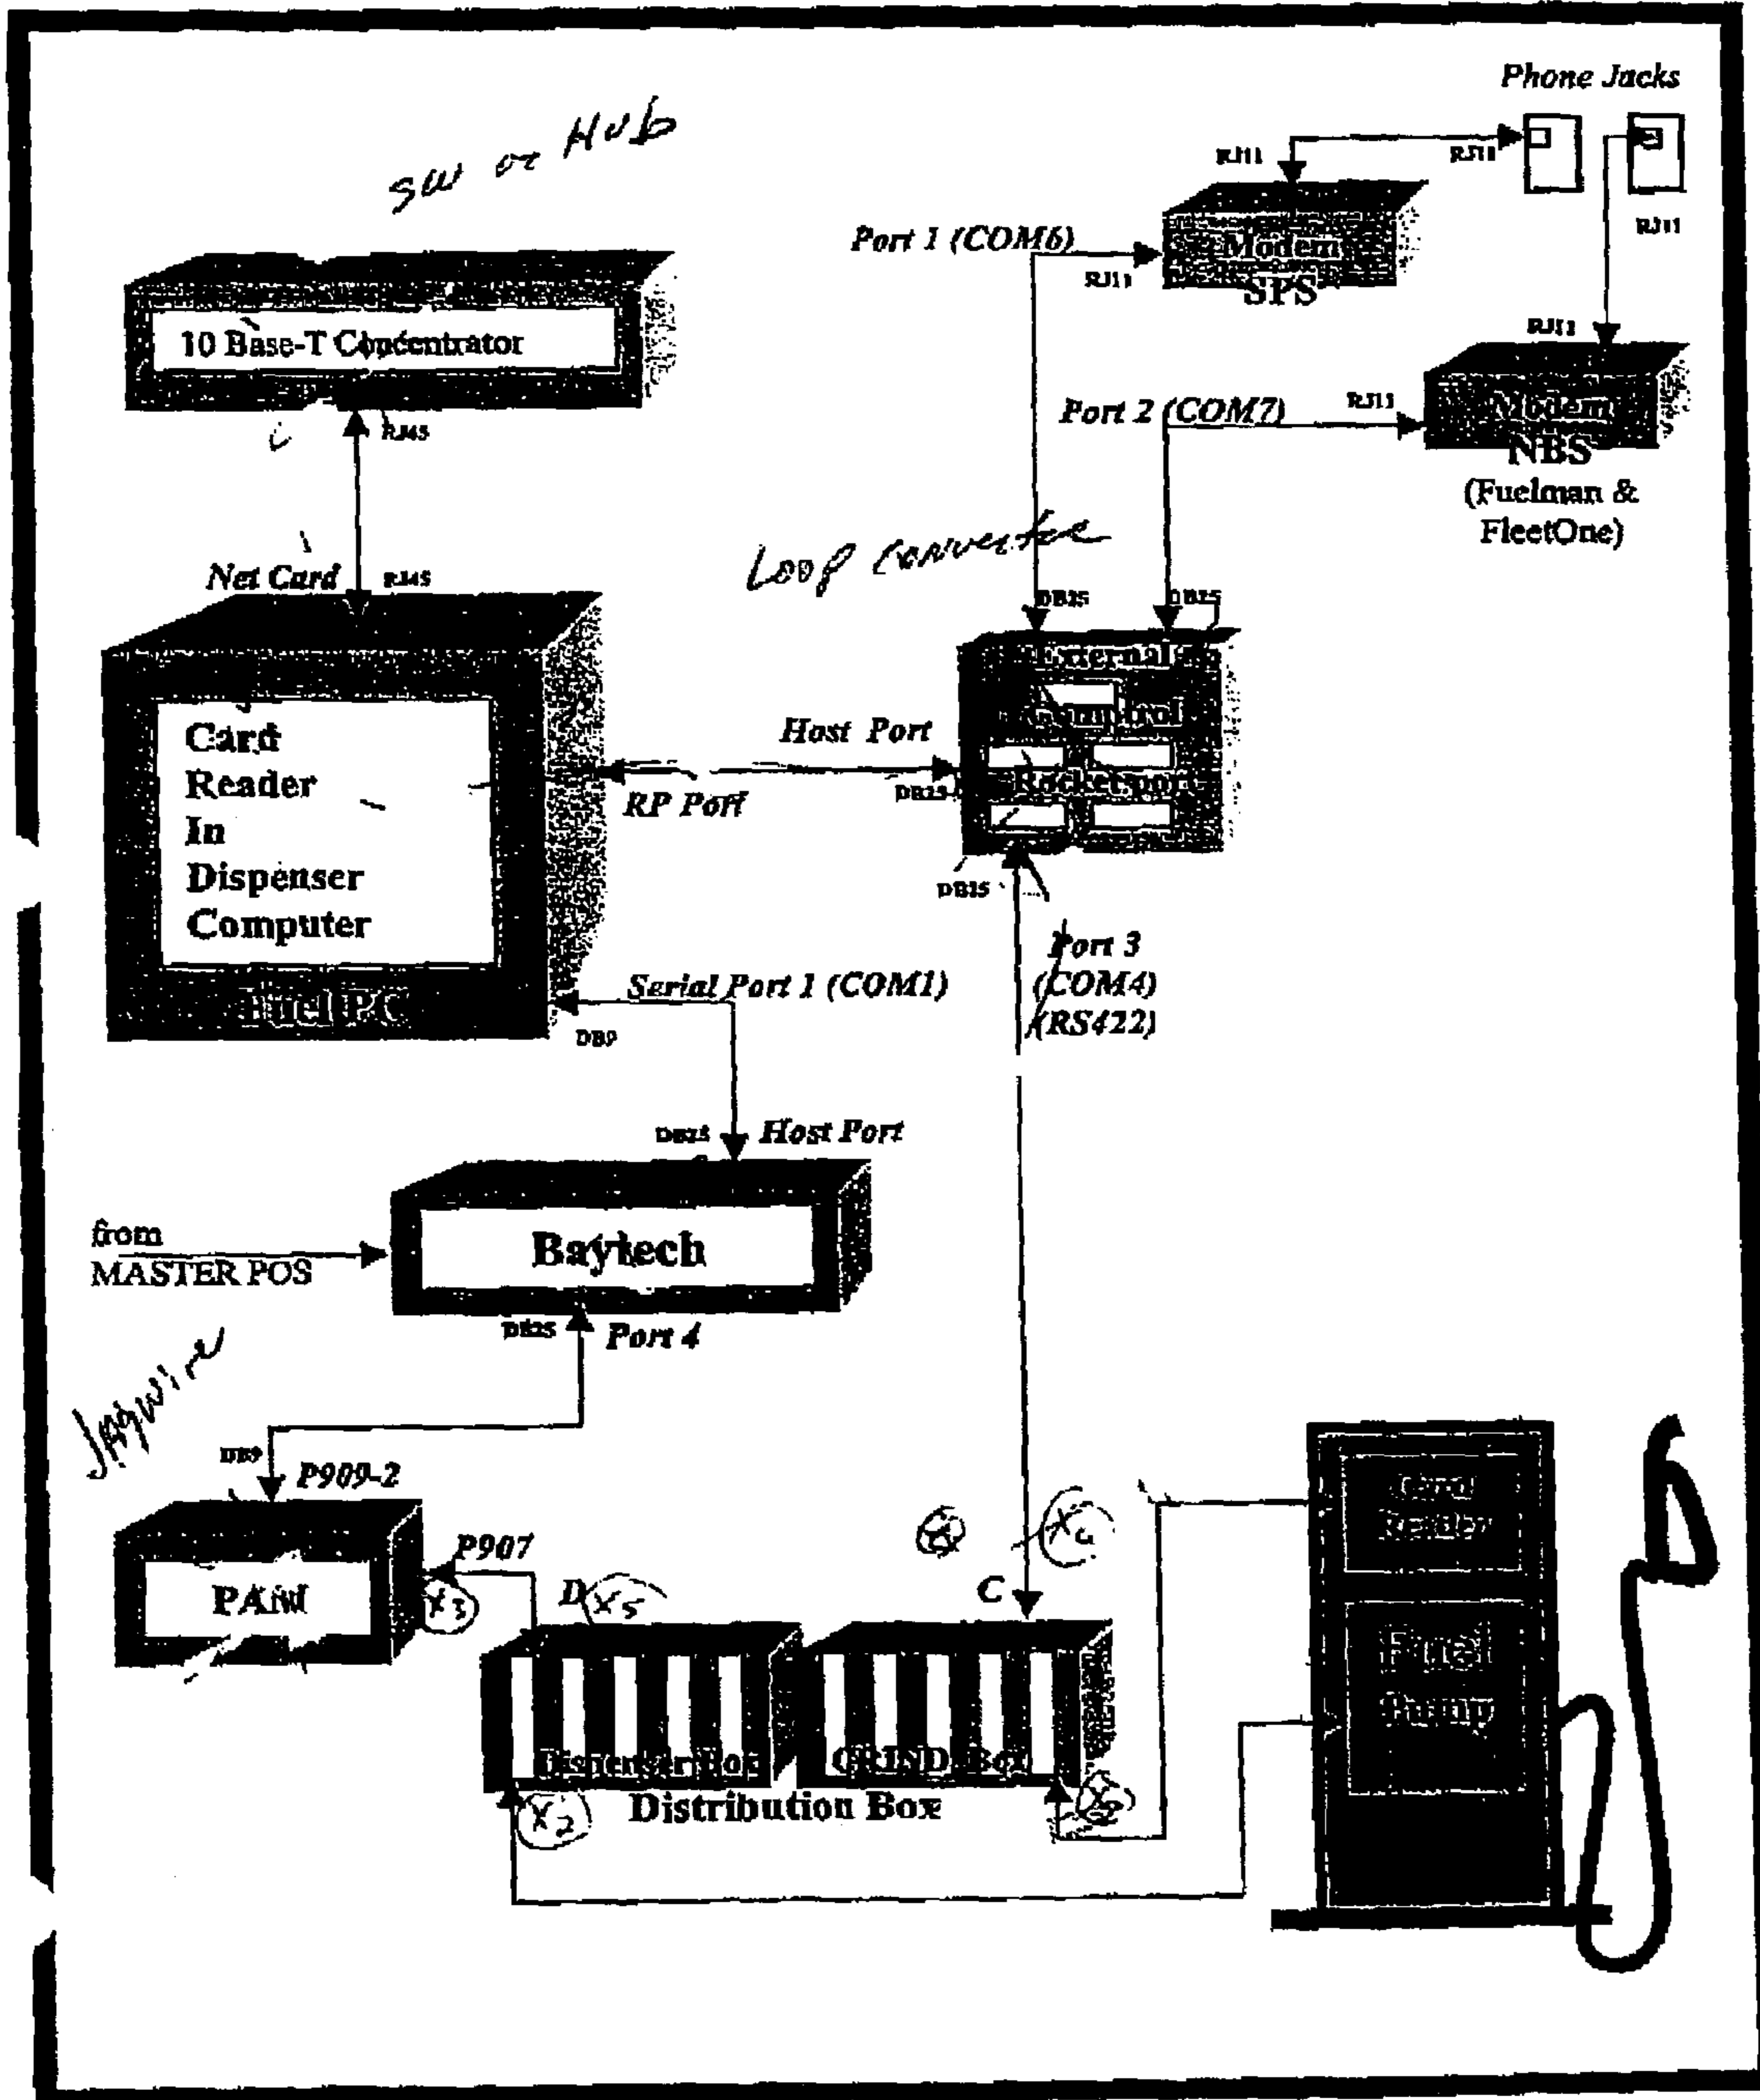 Phone Jacks
SW or Hub
RJ11
RJ11
RJ11
Port 1 (COM6)
RJ11
Modem
SPS
10 Base-T Concentrator
RJ45
Port 2 (COM7)
RJ11
Modem
NBS
(Fuelman &
FleetOne)
Loop Converter
Net Card
RJ45
DB25
DB25
External
Comptrol
Rocketport
Host Port
DB25
RP Port
DB25
Card
Reader
In
Dispenser
Computer
Fuel PC
Port 3
(COM4)
(RS422)
Serial Port 1 (COM1)
DB9
DB25
Host Port
from
MASTER POS
Baytech
DB25
Port 4
Jagwire
DB9
P909-2
P907
PAM
X3
D
X5
C
X2
Dispenser Box
CRIND Box
Distribution Box
Card
Reader
Fuel
Pump